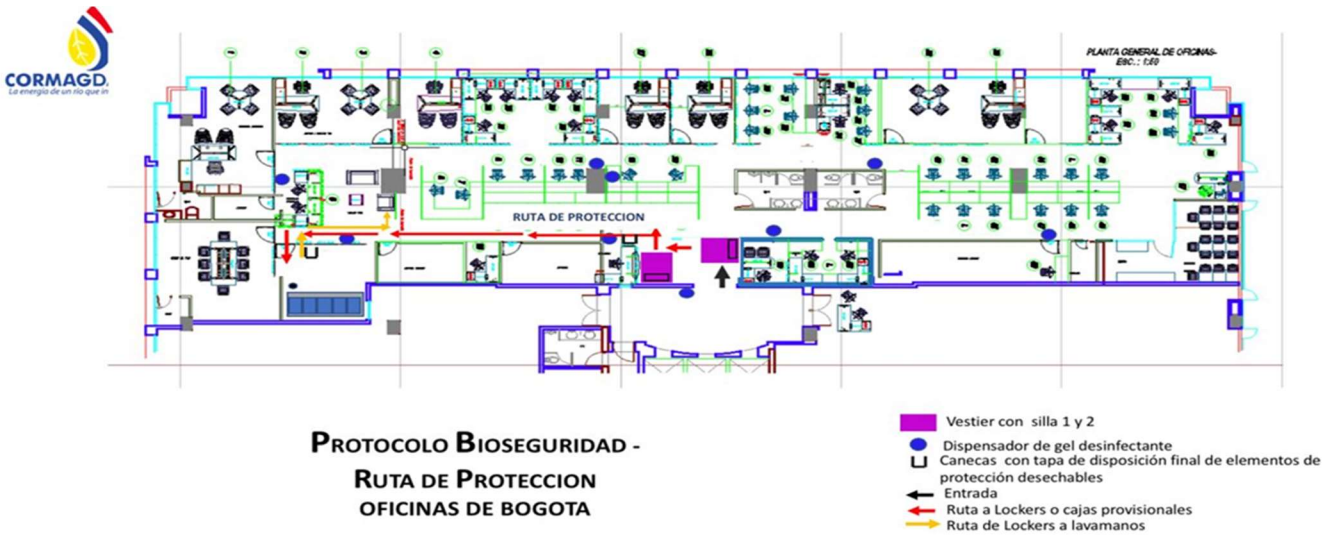 CORMAGD.
La energía de un río que in
PLANTA GENERAL DE OFICINAS-
ESC.: 1:50
RUTA DE PROTECCION
PROTOCOLO BIOSEGURIDAD -
RUTA DE PROTECCION
OFICINAS DE BOGOTA
Vestier con silla 1 y 2
Dispensador de gel desinfectante
Canecas con tapa de disposición final de elementos de
protección desechables
Entrada
Ruta a Lockers o cajas provisionales
Ruta de Lockers a lavamanos